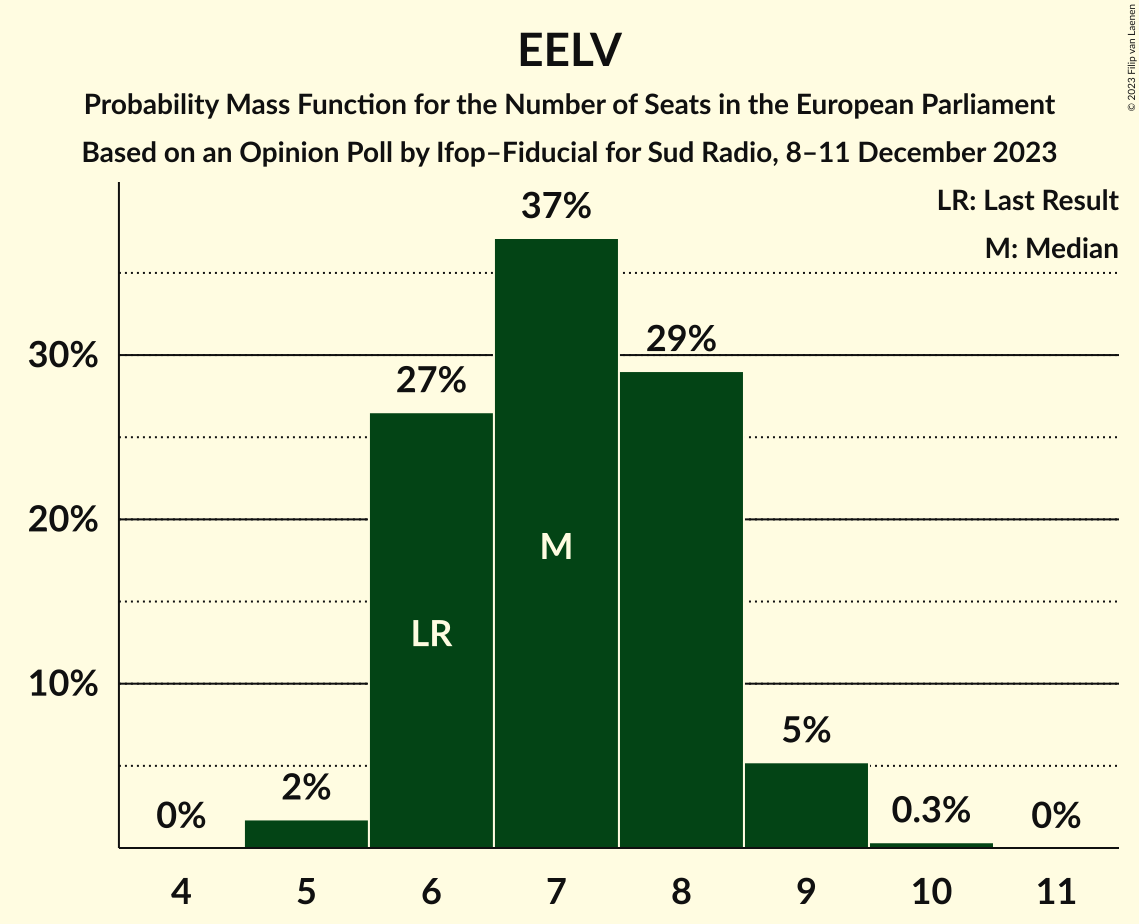 EELV
Probability Mass Function for the Number of Seats in the European Parliament
Based on an Opinion Poll by Ifop–Fiducial for Sud Radio, 8–11 December 2023
© 2023 Filip van Laenen
LR: Last Result
M: Median
37%
30%
29%
27%
20%
M
LR
10%
5%
2%
0%
0.3%
0%
4 5 6 7 8 9 10 11